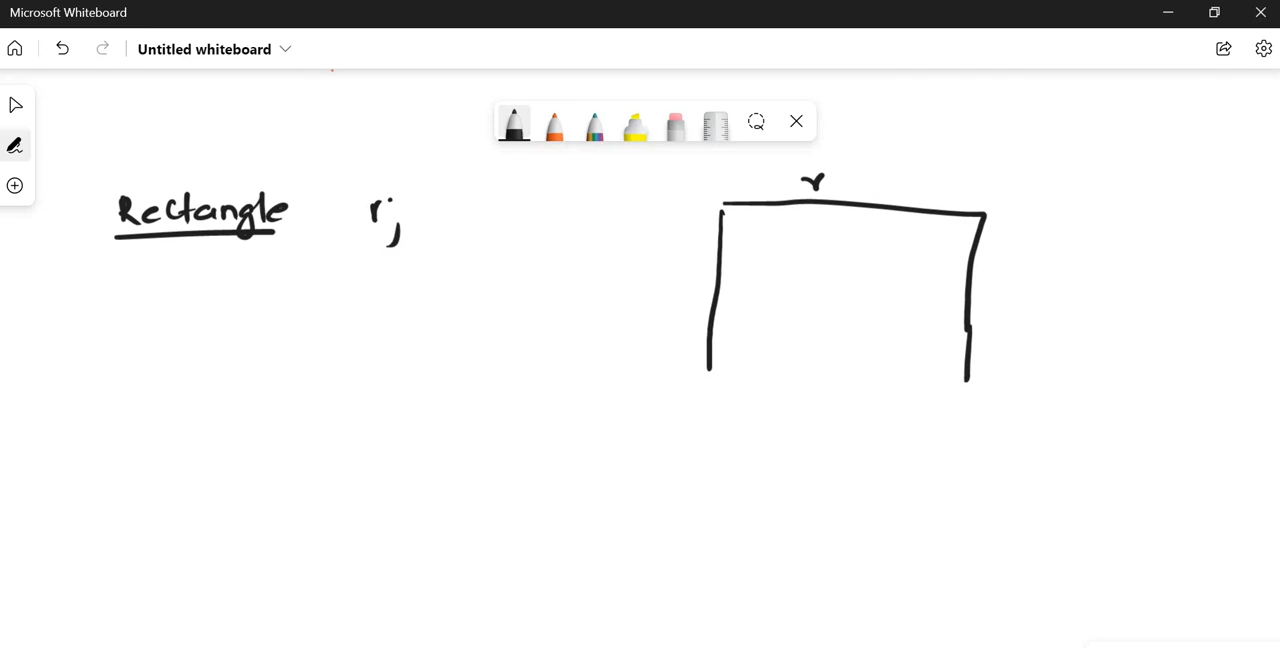 Microsoft Whiteboard
Untitled whiteboard
r
Rectangle r;